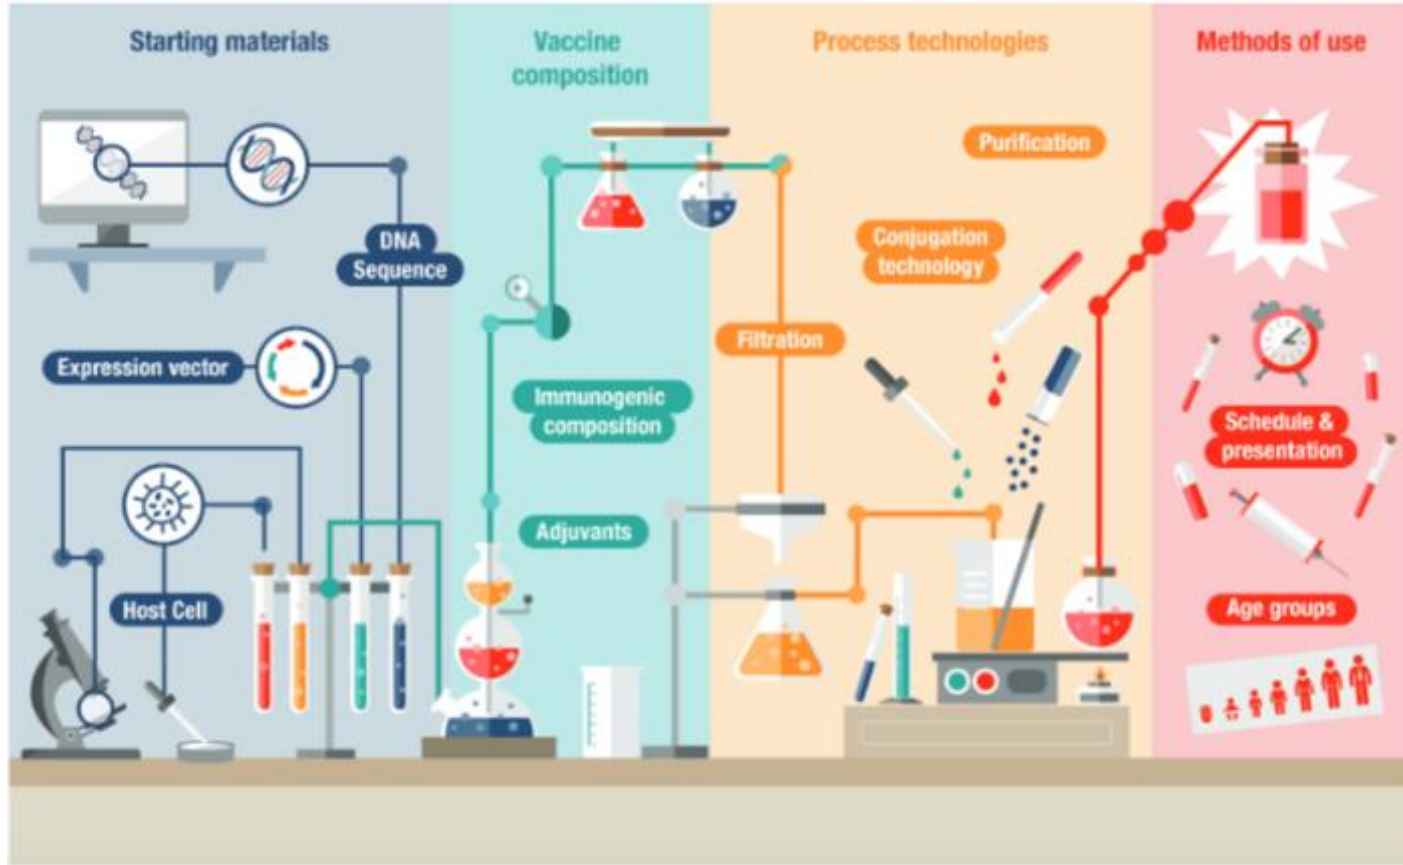 Starting materials
Vaccine
composition
Process technologies
Methods of use
DNA
Sequence
Expression vector
Host Cell
Immunogenic
composition
Adjuvants
Purification
Conjugation
technology
Filtration
Schedule &
presentation
Age groups